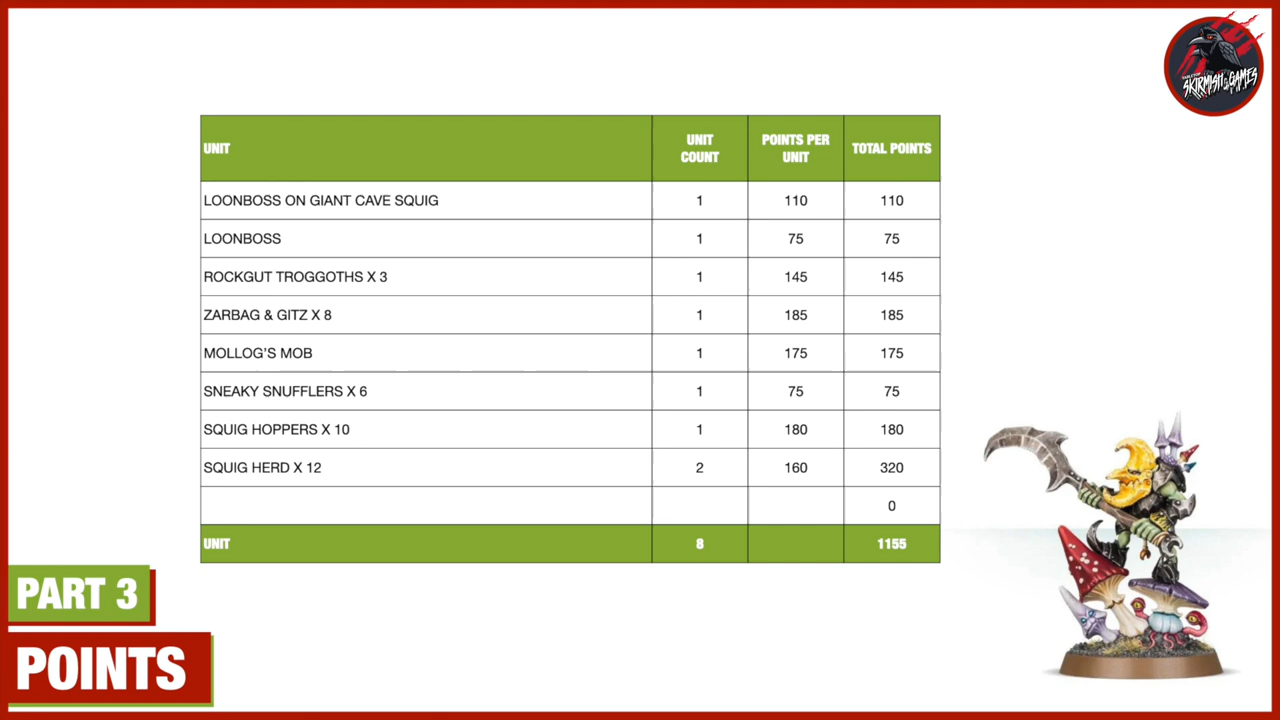 TABLETOP
SKIRMISH GAMES
UNIT UNIT COUNT POINTS PER UNIT TOTAL POINTS
LOONBOSS ON GIANT CAVE SQUIG 1 110 110
LOONBOSS 1 75 75
ROCKGUT TROGGOTHS X 3 1 145 145
ZARBAG & GITZ X 8 1 185 185
MOLLOG'S MOB 1 175 175
SNEAKY SNUFFLERS X 6 1 75 75
SQUIG HOPPERS X 10 1 180 180
SQUIG HERD X 12 2 160 320
0
UNIT 8 1155
PART 3
POINTS